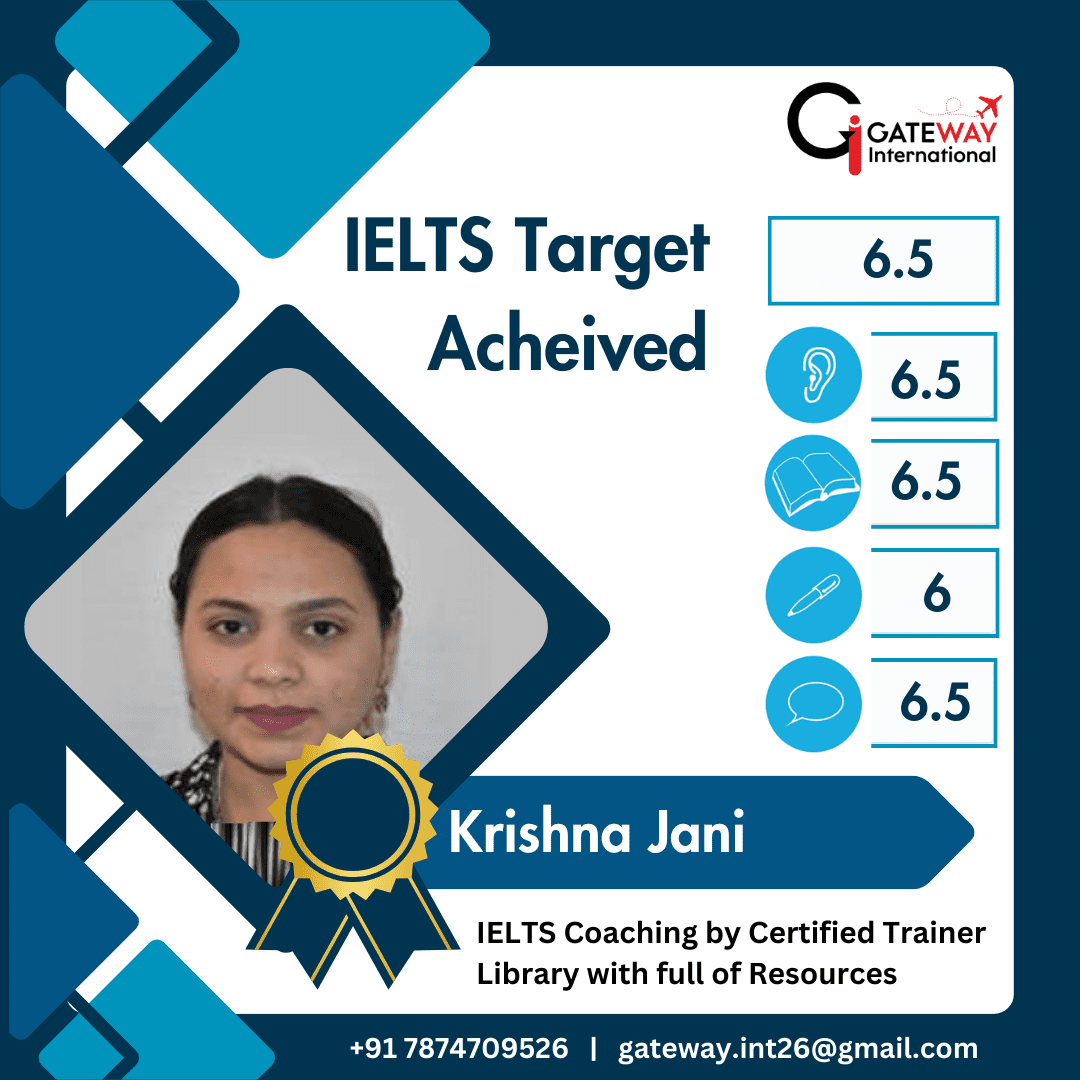 Gi GATEWAY
International
IELTS Target
Acheived
6.5
6.5
6.5
6
6.5
Krishna Jani
IELTS Coaching by Certified Trainer
Library with full of Resources
+91 7874709526 | gateway.int26@gmail.com